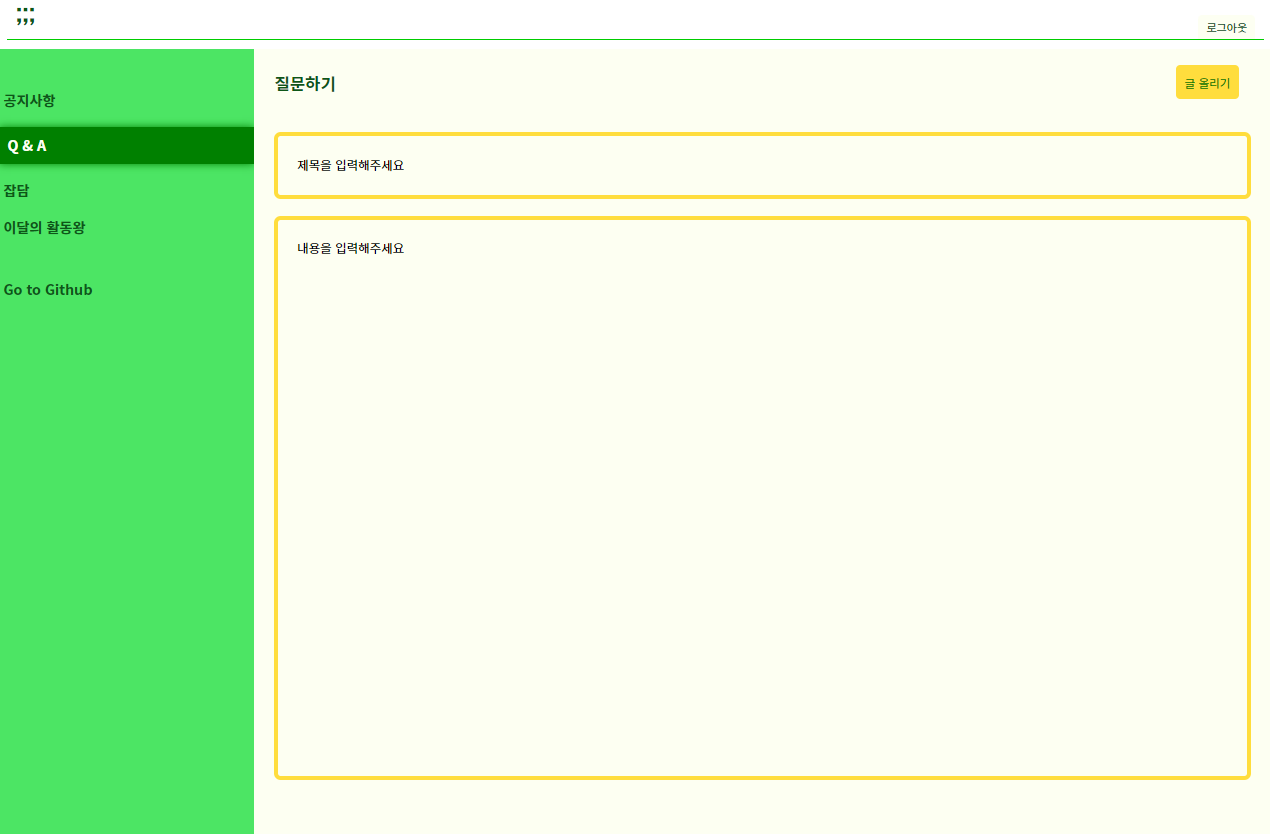 ;;;
로그아웃
공지사항
Q & A
잡담
이달의 활동왕
Go to Github
질문하기
글 올리기
제목을 입력해주세요
내용을 입력해주세요